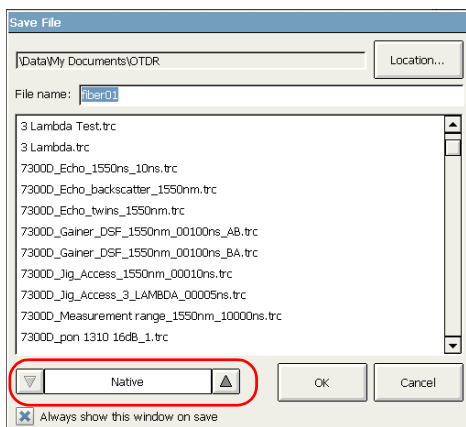 Save File
\Data\My Documents\OTDR
Location...
File name: fiber01
3 Lambda Test.trc
3 Lambda.trc
7300D_Echo_1550ns_10ns.trc
7300D_Echo_backscatter_1550nm.trc
7300D_Echo_twins_1550nm.trc
7300D_Gainer_DSF_1550nm_00100ns_AB.trc
7300D_Gainer_DSF_1550nm_00100ns_BA.trc
7300D_Jig_Access_1550nm_00010ns.trc
7300D_Jig_Access_3_LAMBDA_00005ns.trc
7300D_Measurement range_1550nm_10000ns.trc
7300D_pon 1310 16dB_1.trc
Native
OK
Cancel
Always show this window on save